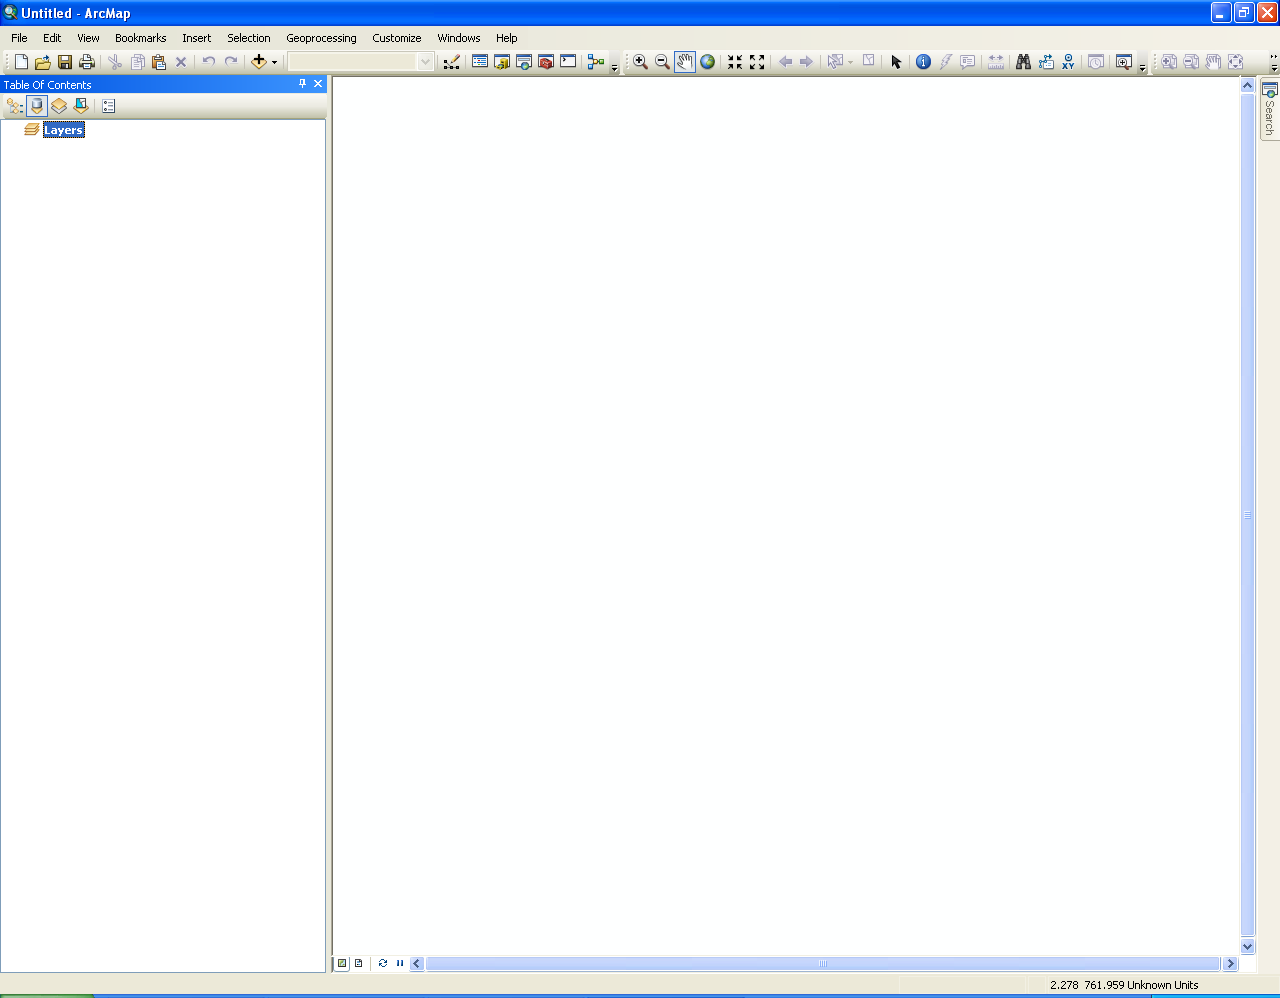 Untitled - ArcMap
File Edit View Bookmarks Insert Selection Geoprocessing Customize Windows Help
Table Of Contents
Layers
Search
2.278 761.959 Unknown Units